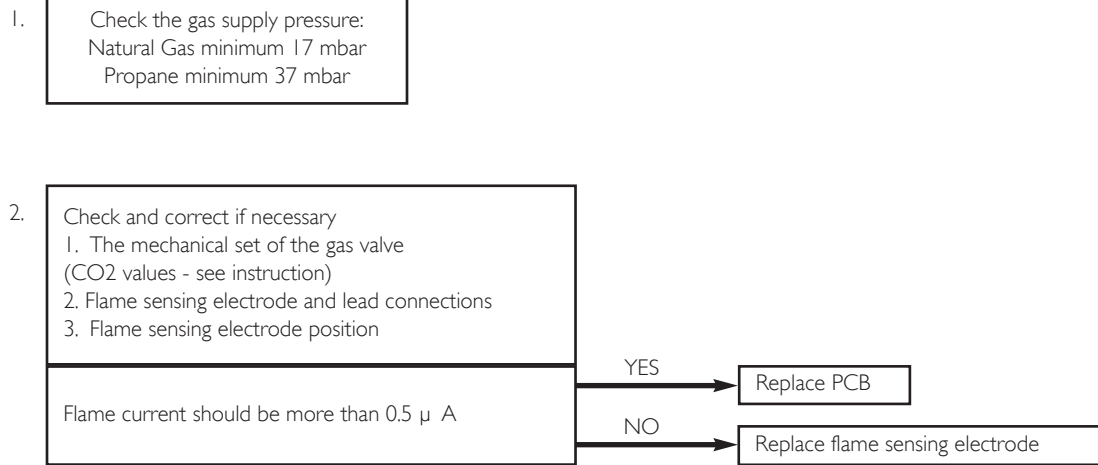 1.
Check the gas supply pressure:
Natural Gas minimum 17 mbar
Propane minimum 37 mbar
2.
Check and correct if necessary
1. The mechanical set of the gas valve
(CO2 values - see instruction)
2. Flame sensing electrode and lead connections
3. Flame sensing electrode position
Flame current should be more than 0.5 μ A
YES
Replace PCB
NO
Replace flame sensing electrode